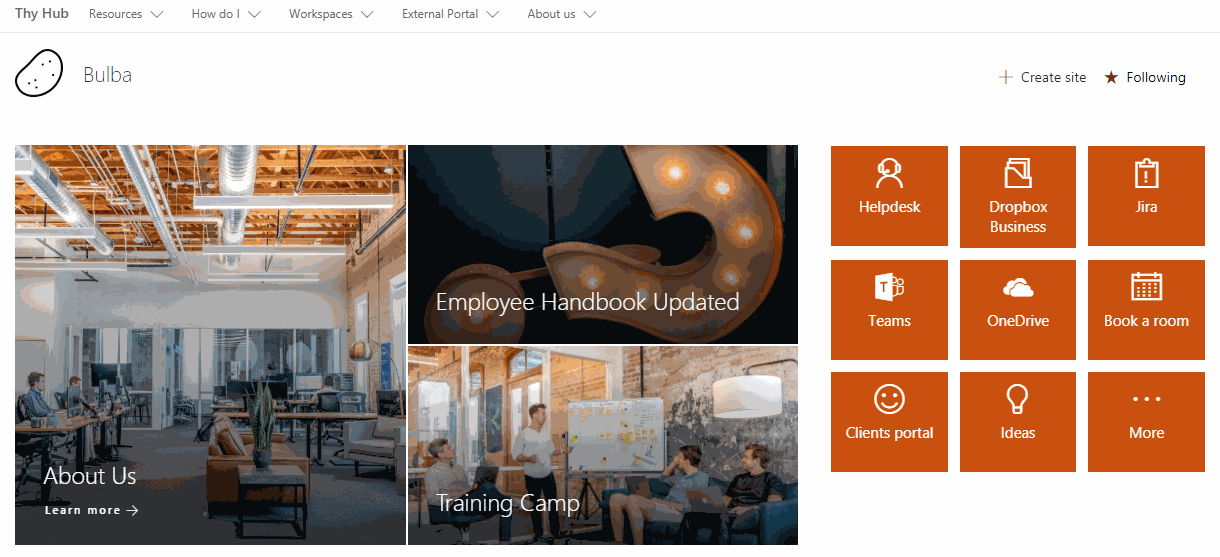 Thy Hub Resources How do I Workspaces External Portal About us
Bulba
Create site Following
Helpdesk
Dropbox
Business
Jira
Employee Handbook Updated
Teams
OneDrive
Book a room
Clients portal
Ideas
More
About Us
Learn more →
Training Camp